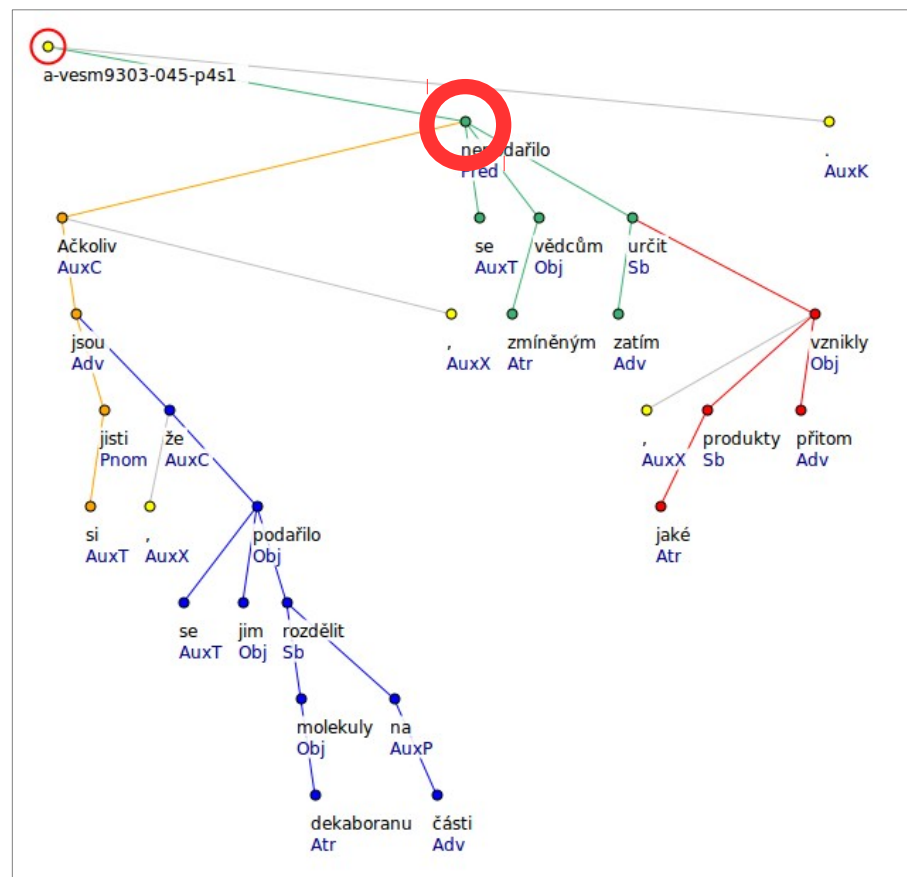 a-vesm9303-045-p4s1
nepodařilo
Pred
.
AuxK
Ačkoliv
AuxC
se
AuxT
vědcům
Obj
určit
Sb
jsou
Adv
,
AuxX
zmíněným
Atr
zatím
Adv
vznikly
Obj
jisti
Pnom
že
AuxC
,
AuxX
produkty
Sb
přitom
Adv
si
AuxT
,
AuxX
podařilo
Obj
jaké
Atr
se
AuxT
jim
Obj
rozdělit
Sb
molekuly
Obj
na
AuxP
dekaboranu
Atr
části
Adv